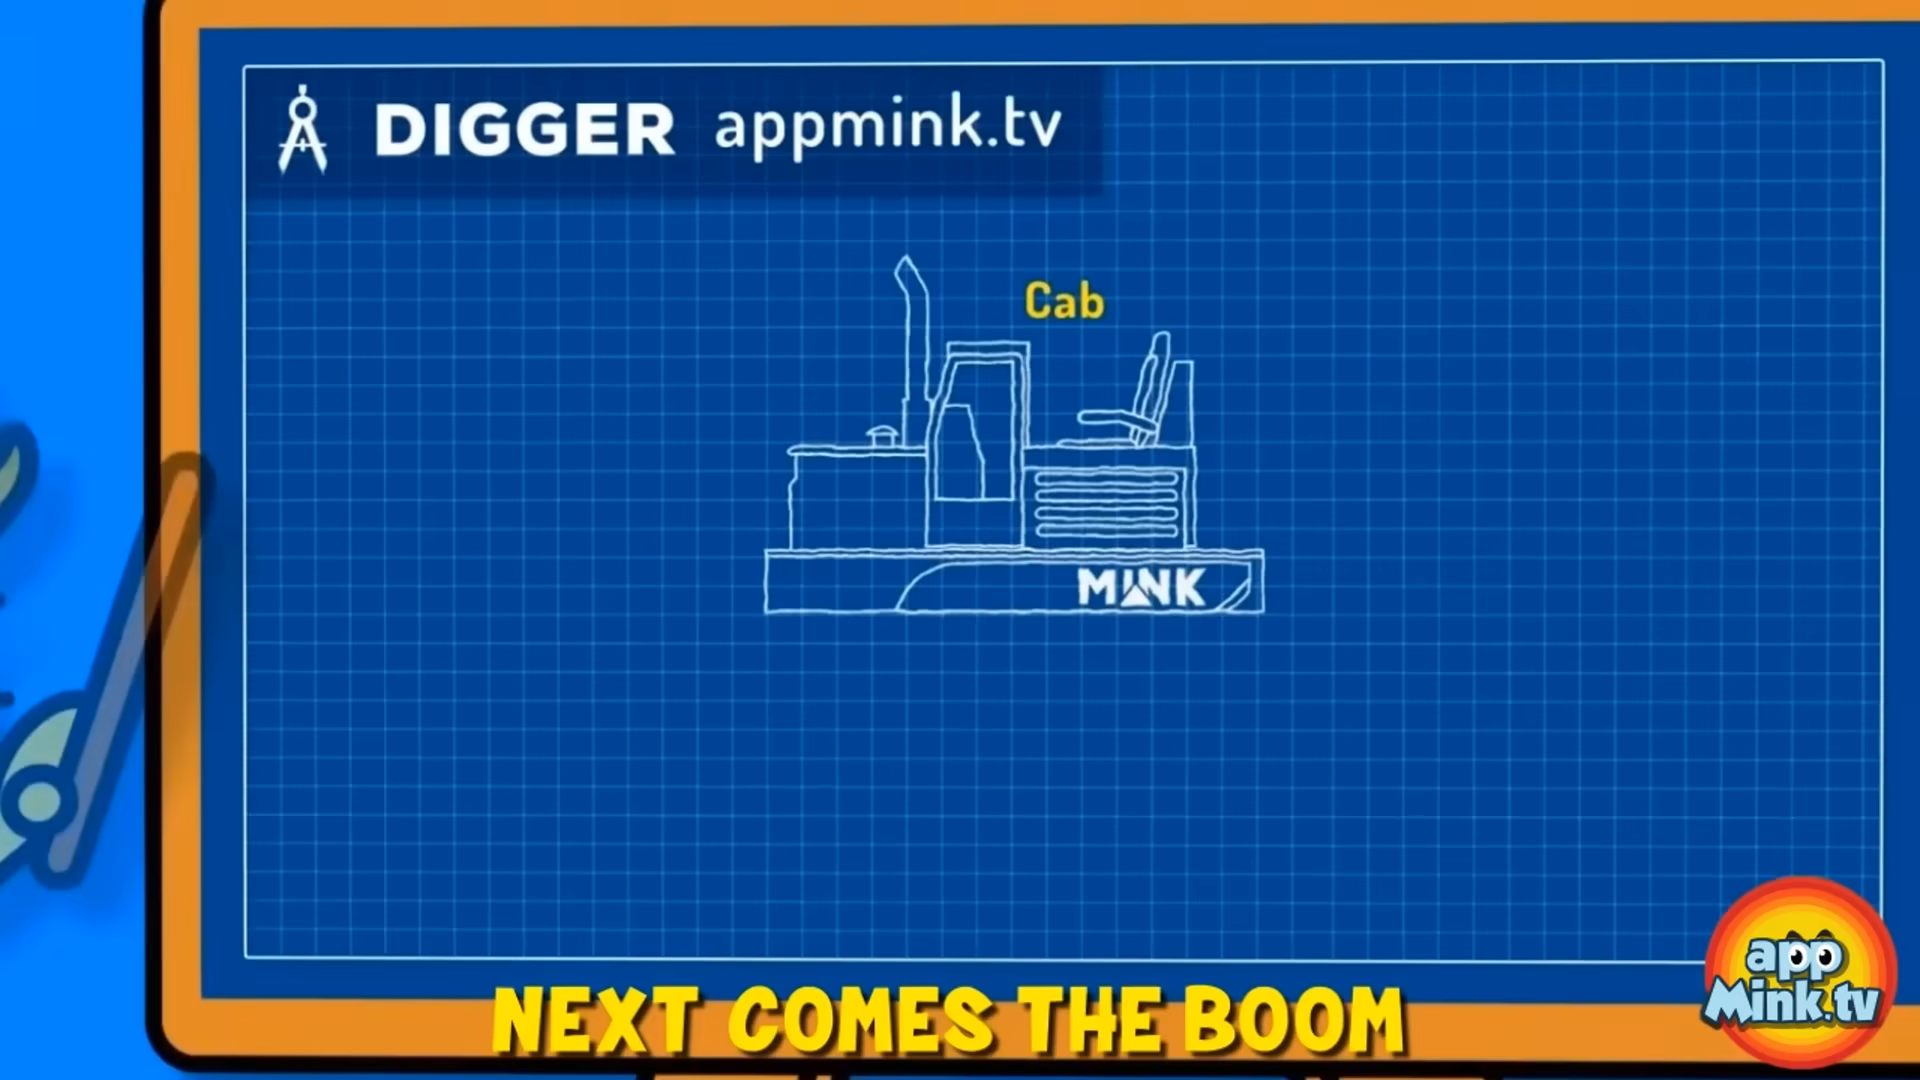 DIGGER appmink.tv
Cab
MINK
NEXT COMES THE BOOM
app
Mink.tv